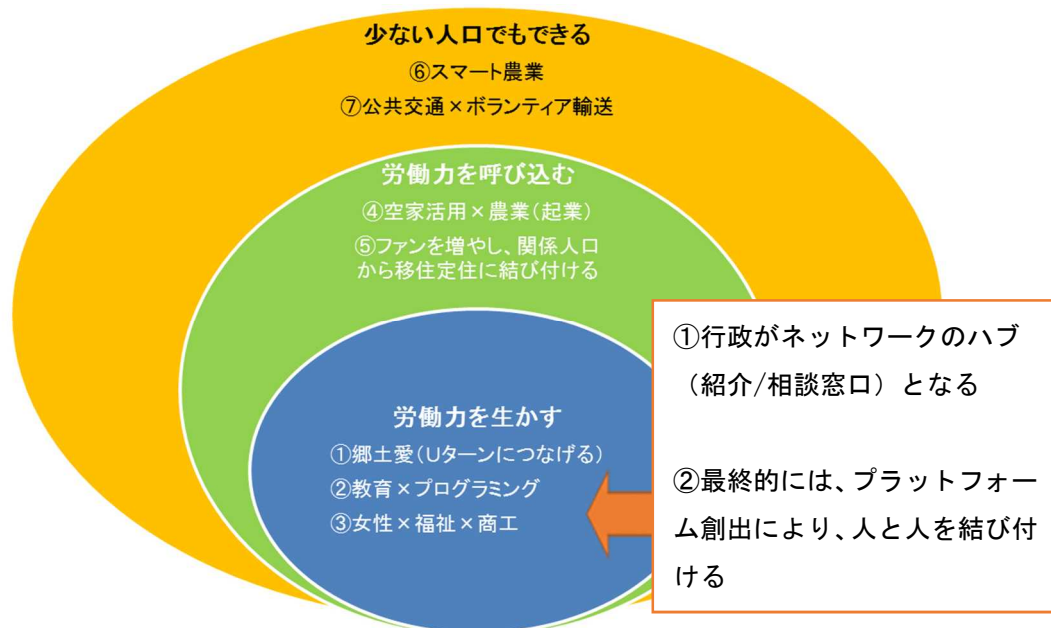 少ない人口でもできる
⑥スマート農業
⑦公共交通×ボランティア輸送
労働力を呼び込む
④空家活用×農業(起業)
⑤ファンを増やし、関係人口
から移住定住に結び付ける
労働力を生かす
①郷土愛(Uターンにつなげる)
②教育×プログラミング
③女性×福祉×商工
①行政がネットワークのハブ
（紹介/相談窓口）となる
②最終的には、プラットフォー
ム創出により、人と人を結び付
ける